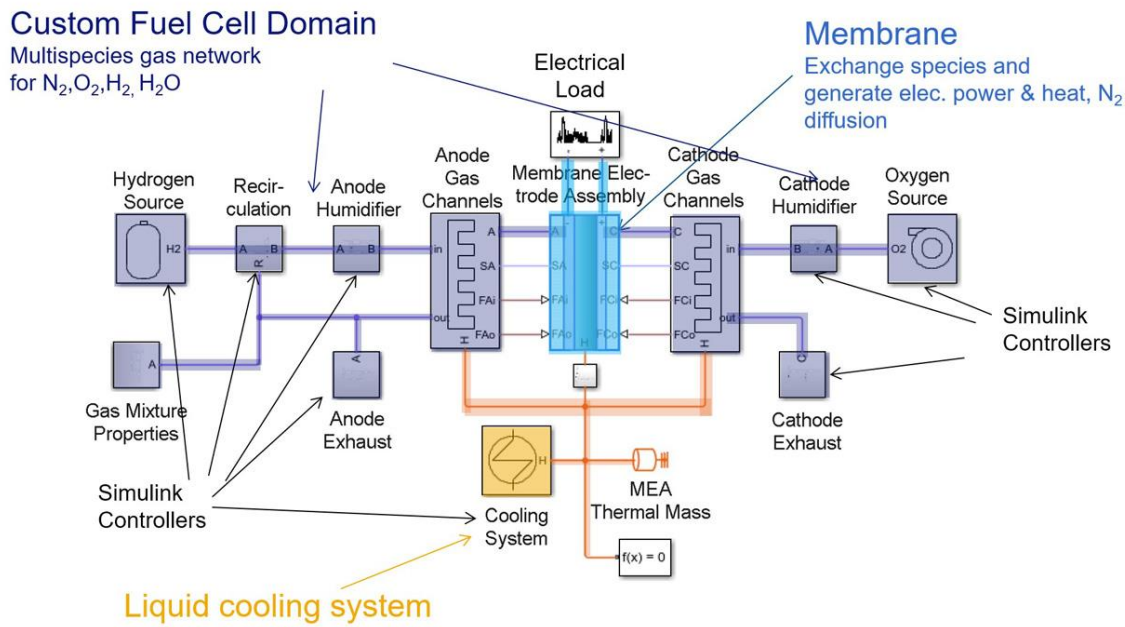 Custom Fuel Cell Domain
Multispecies gas network
for N2,O2,H2, H2O
Membrane
Exchange species and
generate elec. power & heat, N2
diffusion
Electrical
Load
- +
Hydrogen
Source
H2
Recir-
culation
A B
R
Anode
Humidifier
A B
Anode
Gas
Channels
in
out
A
SA
FAi
FAo
H
Membrane Elec-
trode Assembly
- +
A C
SA SC
FAi FCi
FAo FCo
H
Cathode
Gas
Channels
C
SC
FCi
FCo
in
out
H
Cathode
Humidifier
B A
Oxygen
Source
O2
Simulink
Controllers
A
Gas Mixture
Properties
A
Anode
Exhaust
C
Cathode
Exhaust
Simulink
Controllers
H
Cooling
System
MEA
Thermal Mass
f(x) = 0
Liquid cooling system